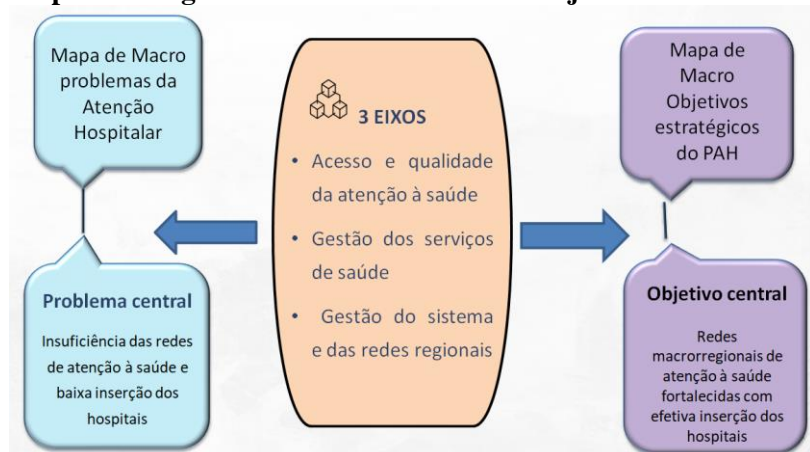 Mapa de Macro
problemas da
Atenção
Hospitalar
Problema central
Insuficiência das redes
de atenção à saúde e
baixa inserção dos
hospitais
3 EIXOS
• Acesso e qualidade
da atenção à saúde
• Gestão dos serviços
de saúde
• Gestão do sistema
e das redes regionais
Mapa de
Macro
Objetivos
estratégicos
do PAH
Objetivo central
Redes
macrorregionais de
atenção à saúde
fortalecidas com
efetiva inserção dos
hospitais